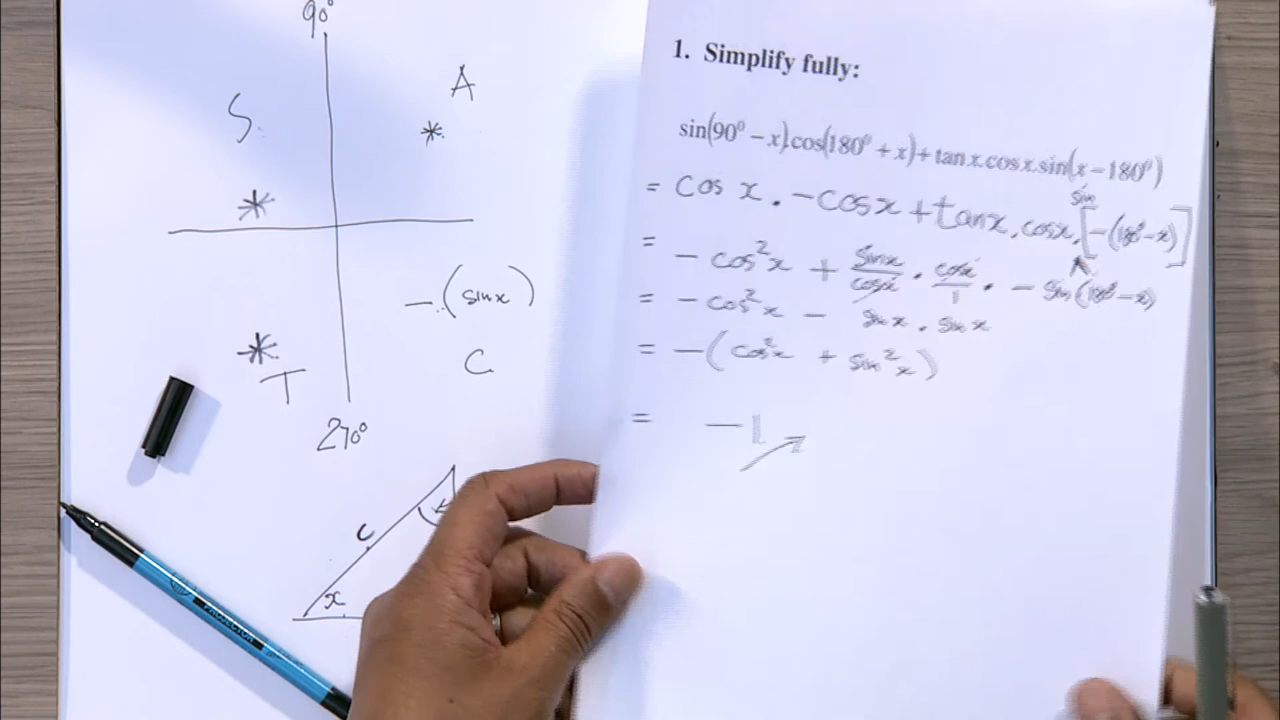 90°
S
A
*
*
-(sinx)
*
T
C
270°
c
x
1. Simplify fully:
sin(90° − x).cos(180° + x) + tan x.cos x.sin(x − 180°)
= cos x . -cosx + tanx . cosx . sin[-(180°-x)]
= - cos²x + sinx/cosx . cosx/1 . - sin(180°-x)
= - cos²x - sinx . sinx
= -(cos²x + sin²x)
= -1